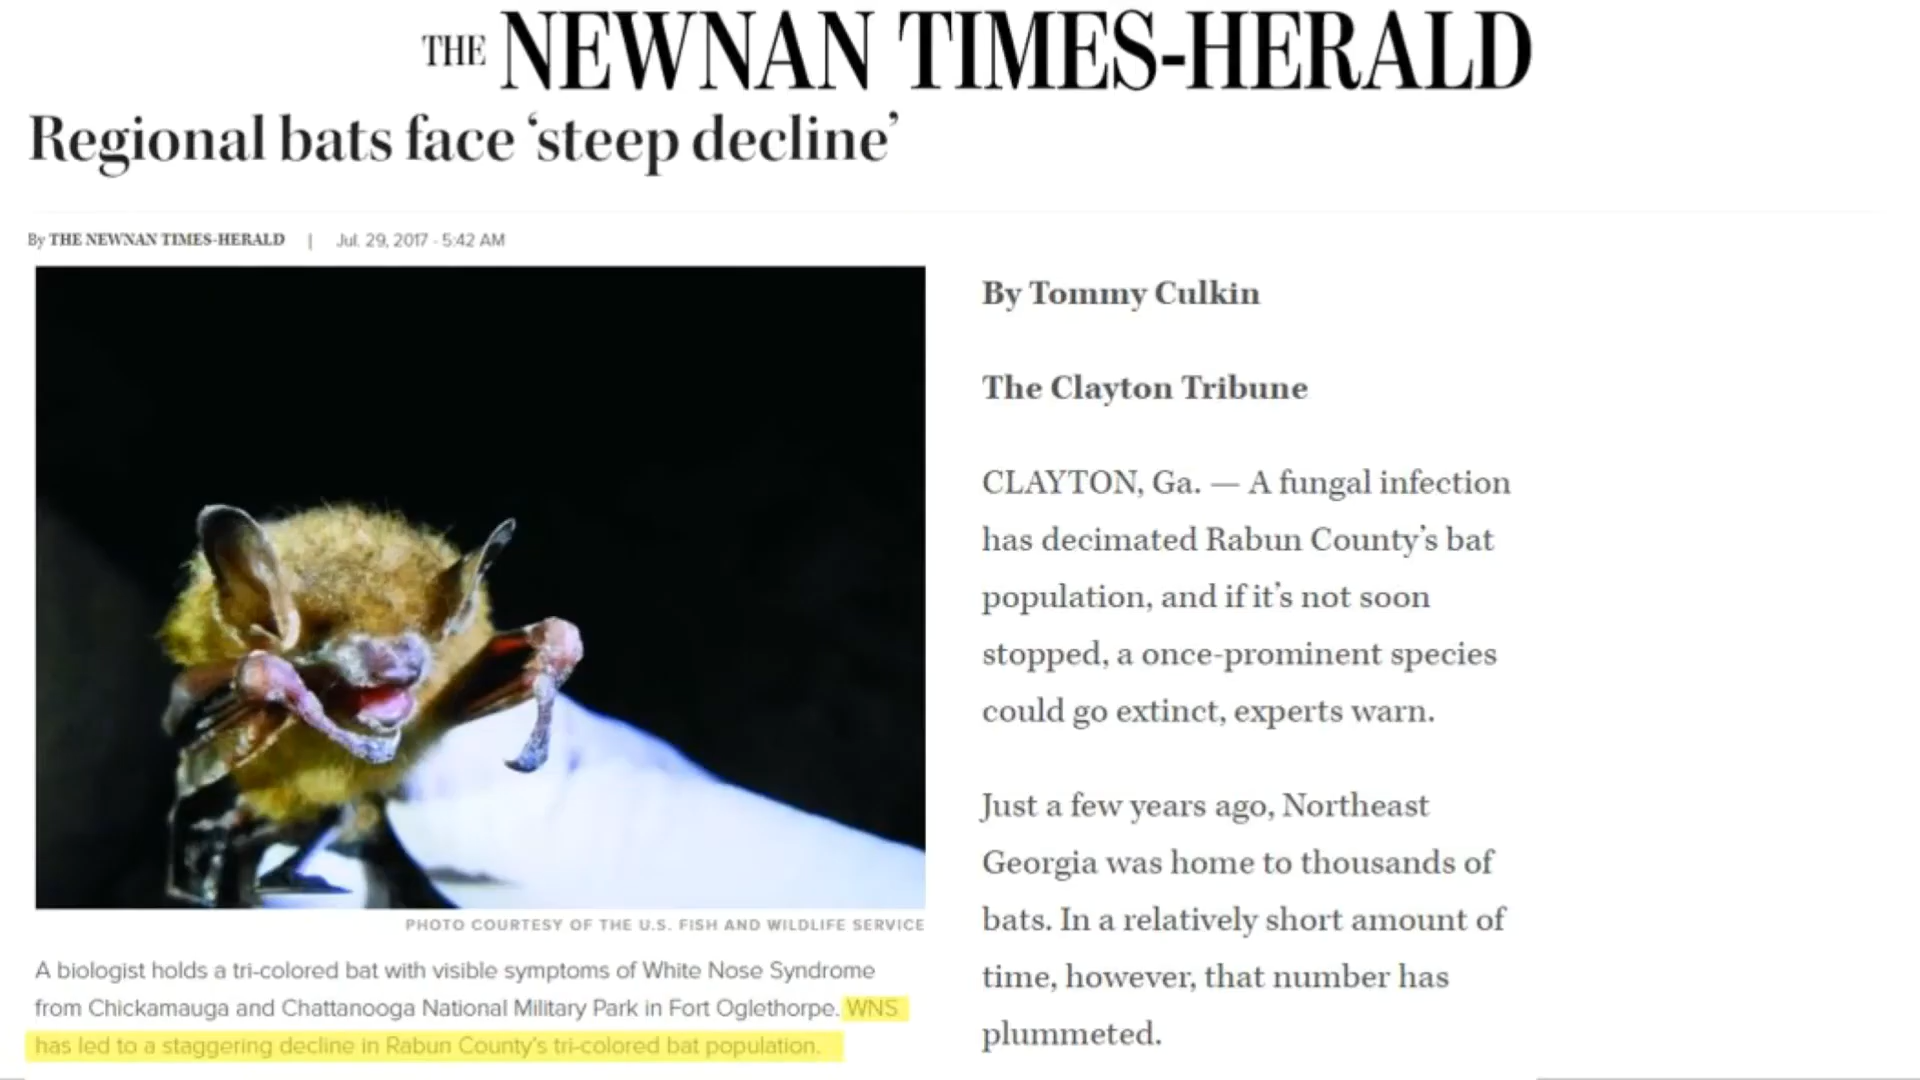 THE NEWNAN TIMES-HERALD
Regional bats face ‘steep decline’
By THE NEWNAN TIMES-HERALD | Jul. 29, 2017 - 5:42 AM
PHOTO COURTESY OF THE U.S. FISH AND WILDLIFE SERVICE
A biologist holds a tri-colored bat with visible symptoms of White Nose Syndrome
from Chickamauga and Chattanooga National Military Park in Fort Oglethorpe. WNS
has led to a staggering decline in Rabun County’s tri-colored bat population.
By Tommy Culkin
The Clayton Tribune
CLAYTON, Ga. — A fungal infection
has decimated Rabun County’s bat
population, and if it’s not soon
stopped, a once-prominent species
could go extinct, experts warn.
Just a few years ago, Northeast
Georgia was home to thousands of
bats. In a relatively short amount of
time, however, that number has
plummeted.